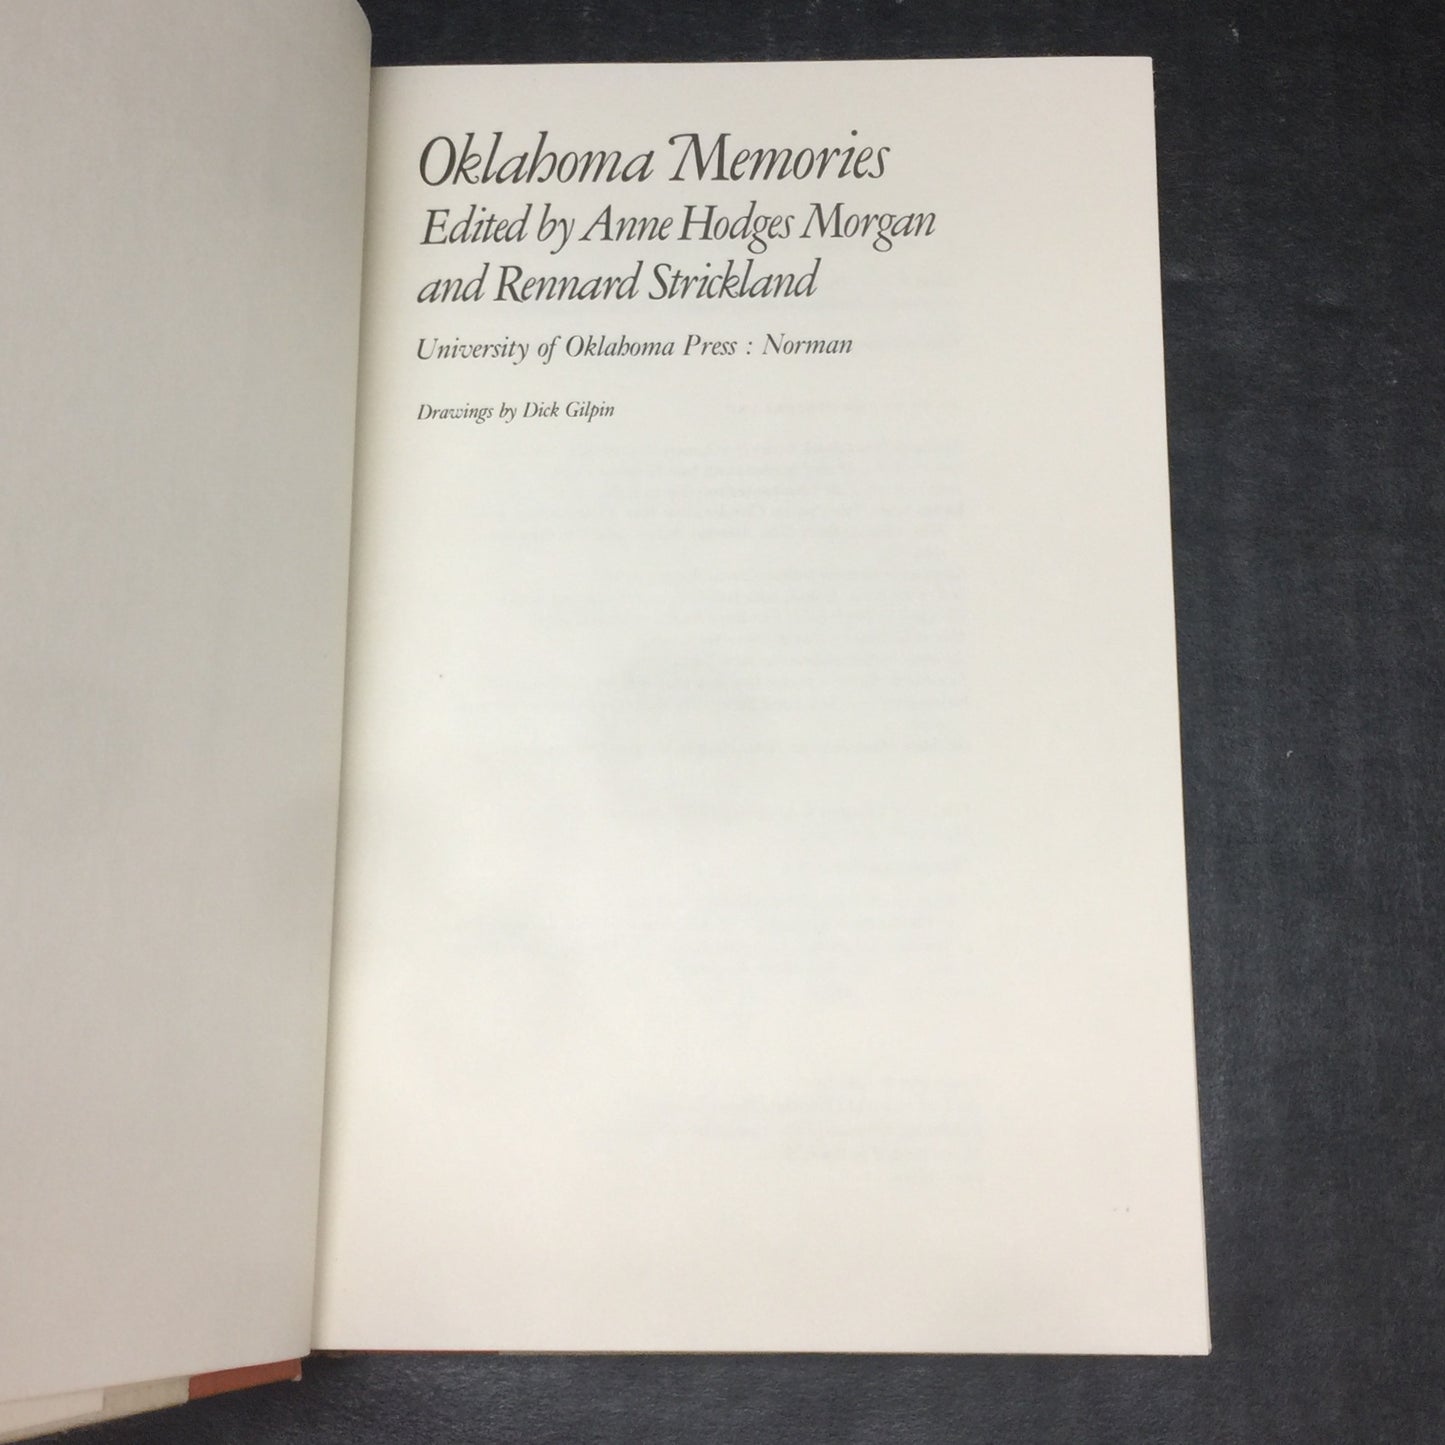 Oklahoma Memories
Edited by Anne Hodges Morgan
and Rennard Strickland
University of Oklahoma Press : Norman
Drawings by Dick Gilpin